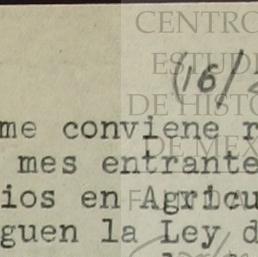 CENTRO
ESTUDI
(16/
DE HISTO
me conviene
DE MEX
mes entrante
ios en Agricu
guen la Ley d